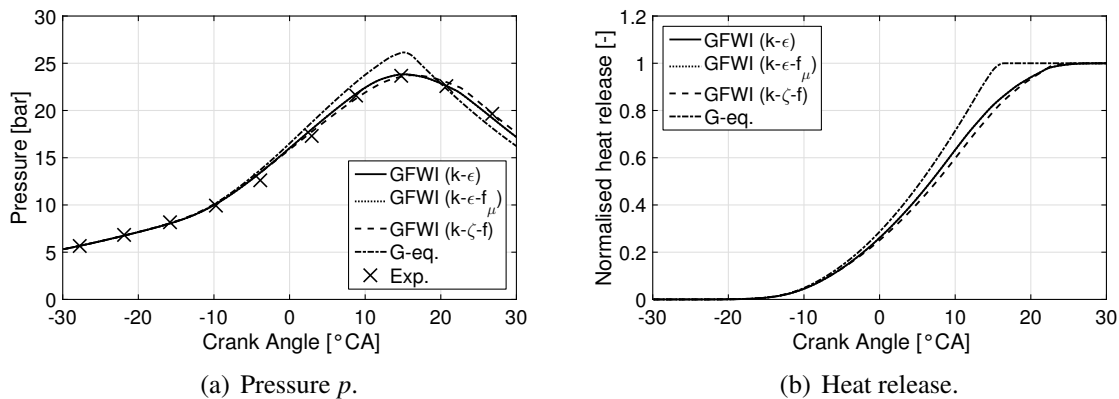 30
25
20
15
10
5
0
Pressure [bar]
GFWI (k-ϵ)
GFWI (k-ϵ-fμ)
GFWI (k-ζ-f)
G-eq.
Exp.
-30 -20 -10 0 10 20 30
Crank Angle [°CA]
(a) Pressure p.
1.2
1
0.8
0.6
0.4
0.2
0
Normalised heat release [-]
GFWI (k-ϵ)
GFWI (k-ϵ-fμ)
GFWI (k-ζ-f)
G-eq.
-30 -20 -10 0 10 20 30
Crank Angle [°CA]
(b) Heat release.